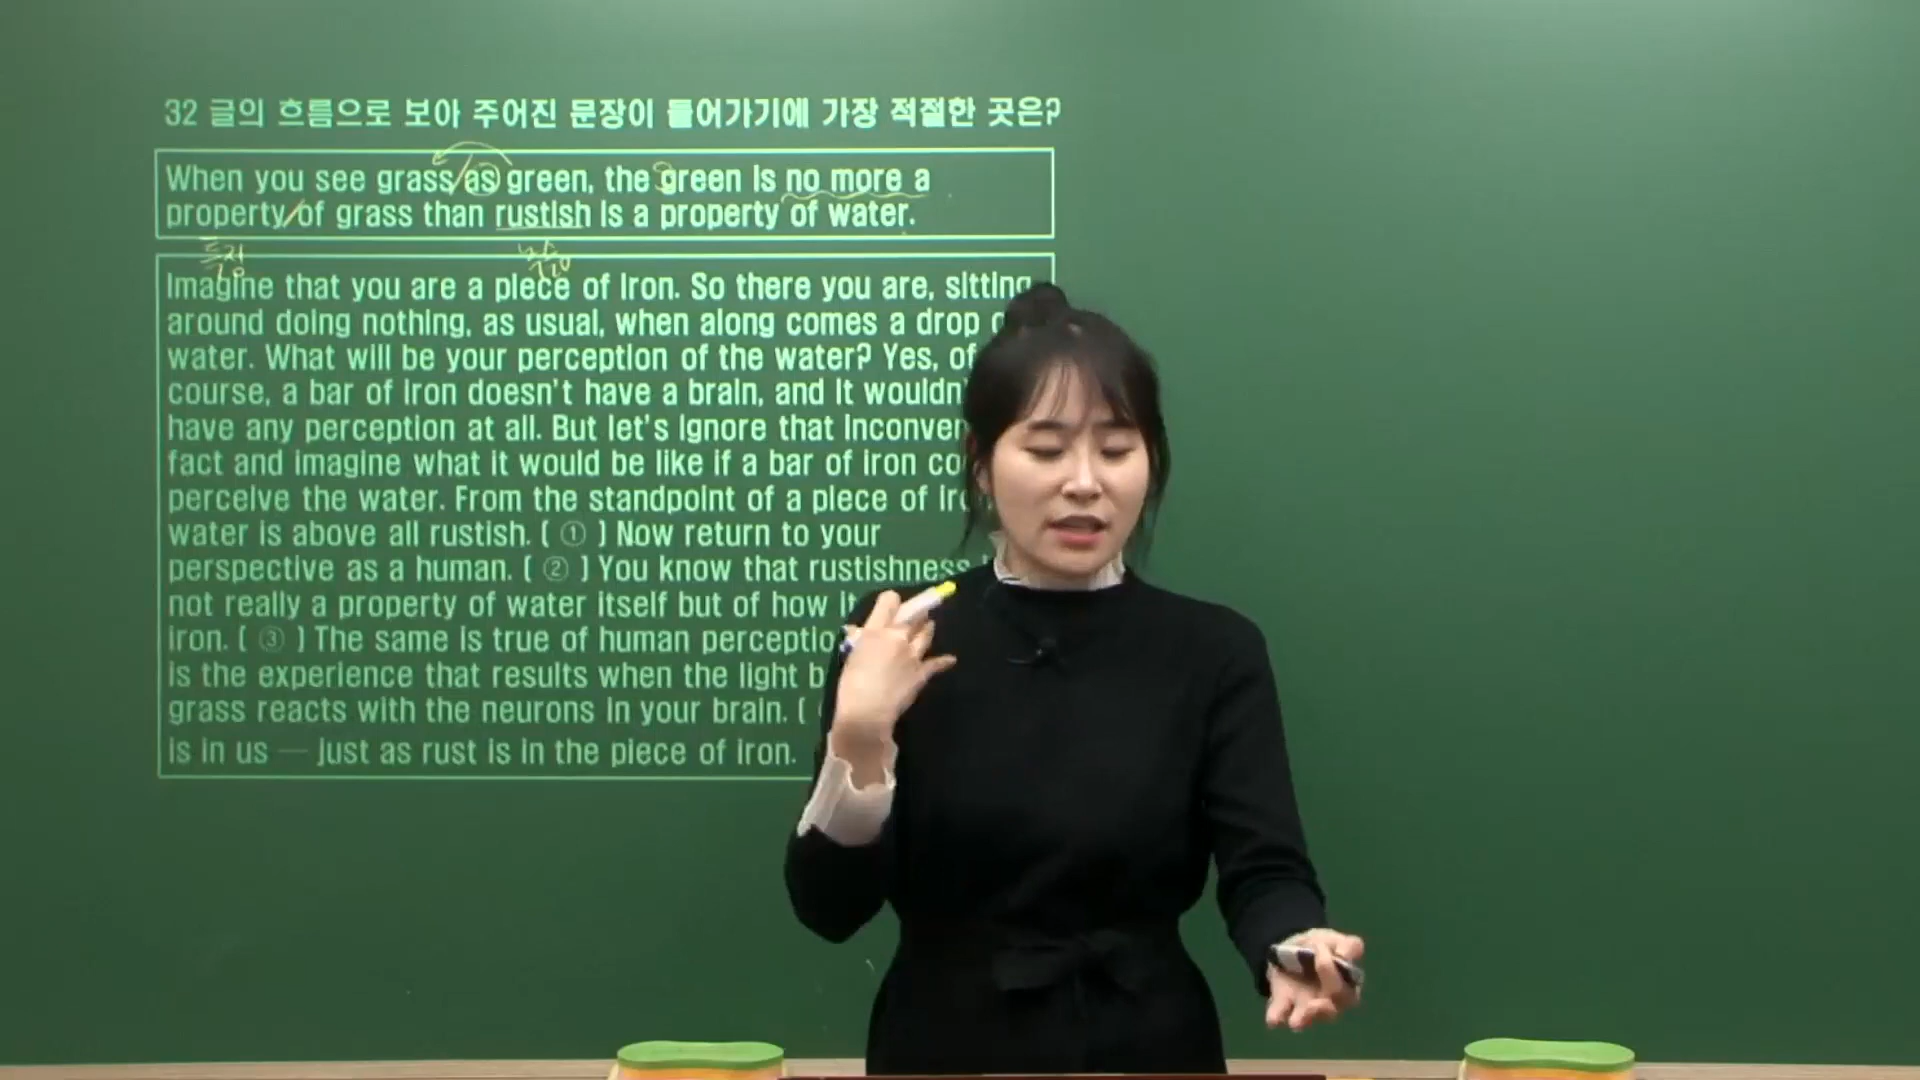 32 글의 흐름으로 보아 주어진 문장이 들어가기에 가장 적절한 곳은?
When you see grass as green, the green is no more a
property of grass than rustish is a property of water.
특징
녹
Imagine that you are a piece of iron. So there you are, sitting
around doing nothing, as usual, when along comes a drop
water. What will be your perception of the water? Yes, of
course, a bar of iron doesn't have a brain, and it
have any perception at all. But let's ignore that
fact and imagine what it would be like if a bar of iron
perceive the water. From the standpoint of a piece of
water is above all rustish. ( ① ) Now return to your
perspective as a human. ( ② ) You know that rustishness
not really a property of water itself but of how it
iron. ( ③ ) The same is true of human
is the experience that results when the light
grass reacts with the neurons in your brain. (
is in us — just as rust is in the piece of iron.